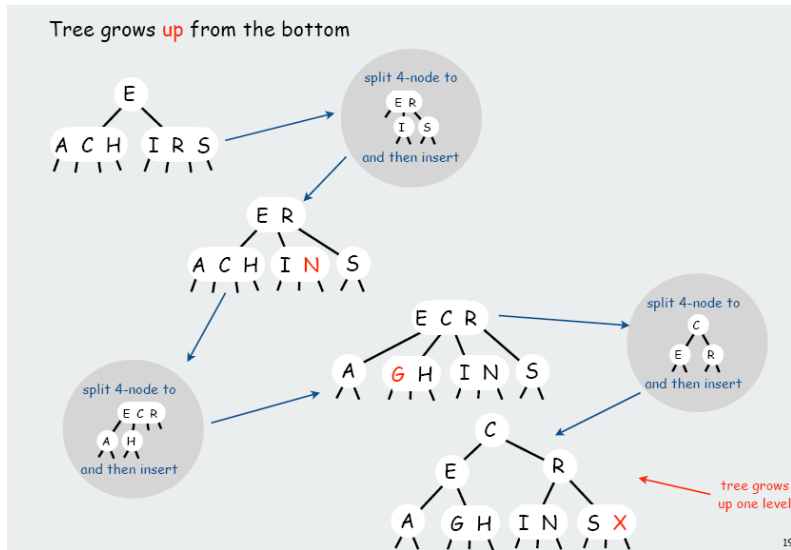 Tree grows up from the bottom
E
A C H I R S
split 4-node to
E R
I S
and then insert
E R
A C H I N S
split 4-node to
E C R
A H
and then insert
E C R
A G H I N S
split 4-node to
C
E R
and then insert
C
E R
A G H I N S X
tree grows
up one level
19